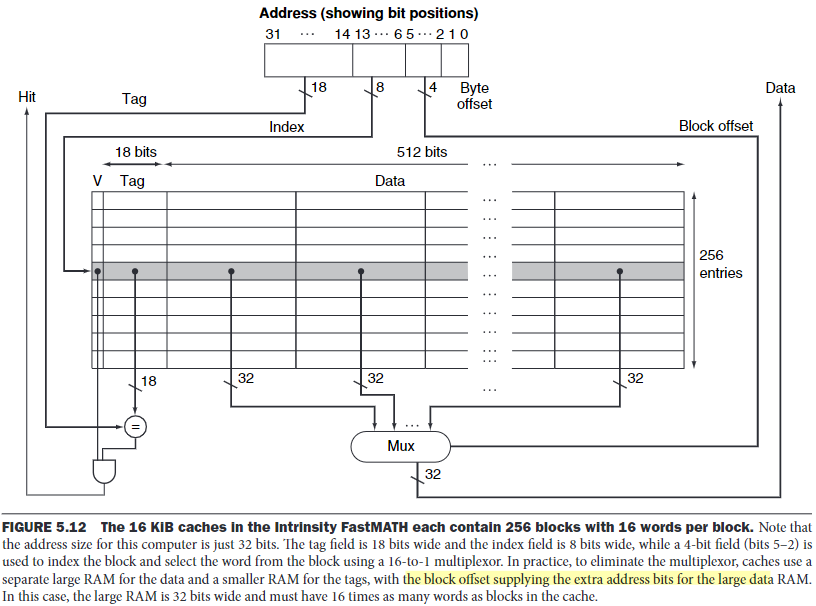 Address (showing bit positions)
31 ··· 14 13 ··· 6 5 ··· 2 1 0
18 8 4 Byte
offset
Hit
Tag
Data
Index
Block offset
18 bits
512 bits
···
V Tag
Data
···
···
···
···
···
256
entries
···
···
···
···
···
18
32
32
···
32
=
···
Mux
32
FIGURE 5.12 The 16 KiB caches in the Intrinsity FastMATH each contain 256 blocks with 16 words per block. Note that
the address size for this computer is just 32 bits. The tag field is 18 bits wide and the index field is 8 bits wide, while a 4-bit field (bits 5–2) is
used to index the block and select the word from the block using a 16-to-1 multiplexor. In practice, to eliminate the multiplexor, caches use a
separate large RAM for the data and a smaller RAM for the tags, with the block offset supplying the extra address bits for the large data RAM.
In this case, the large RAM is 32 bits wide and must have 16 times as many words as blocks in the cache.